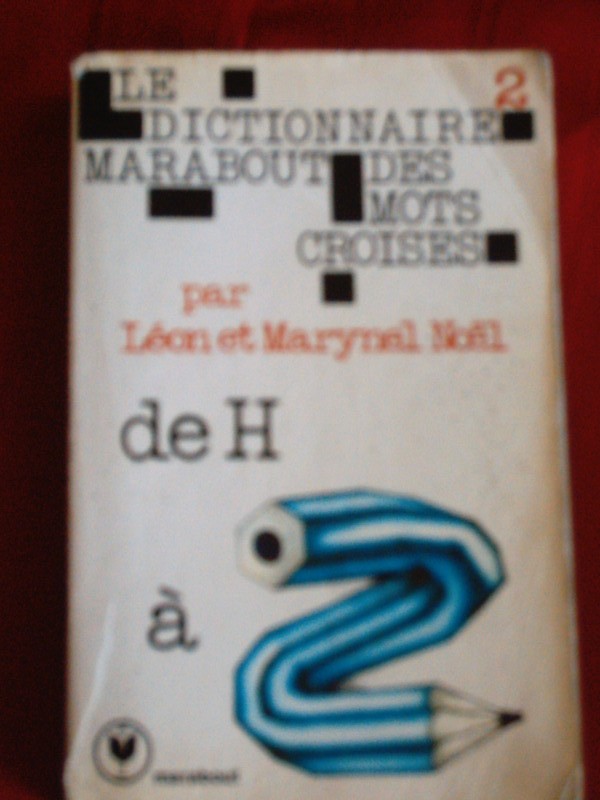 LE
2
DICTIONNAIRE
MARABOUT DES
MOTS
CROISES
par
Léon et Marynel Noël
de H
à Z
marabout